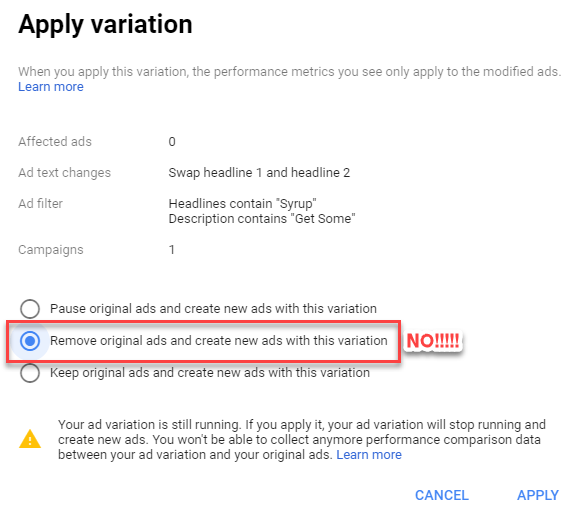 Apply variation
When you apply this variation, the performance metrics you see only apply to the modified ads.
Learn more
Affected ads 0
Ad text changes Swap headline 1 and headline 2
Ad filter Headlines contain "Syrup"
Description contains "Get Some"
Campaigns 1
Pause original ads and create new ads with this variation
Remove original ads and create new ads with this variation NO!!!!!
Keep original ads and create new ads with this variation
Your ad variation is still running. If you apply it, your ad variation will stop running and
create new ads. You won't be able to collect anymore performance comparison data
between your ad variation and your original ads. Learn more
CANCEL APPLY